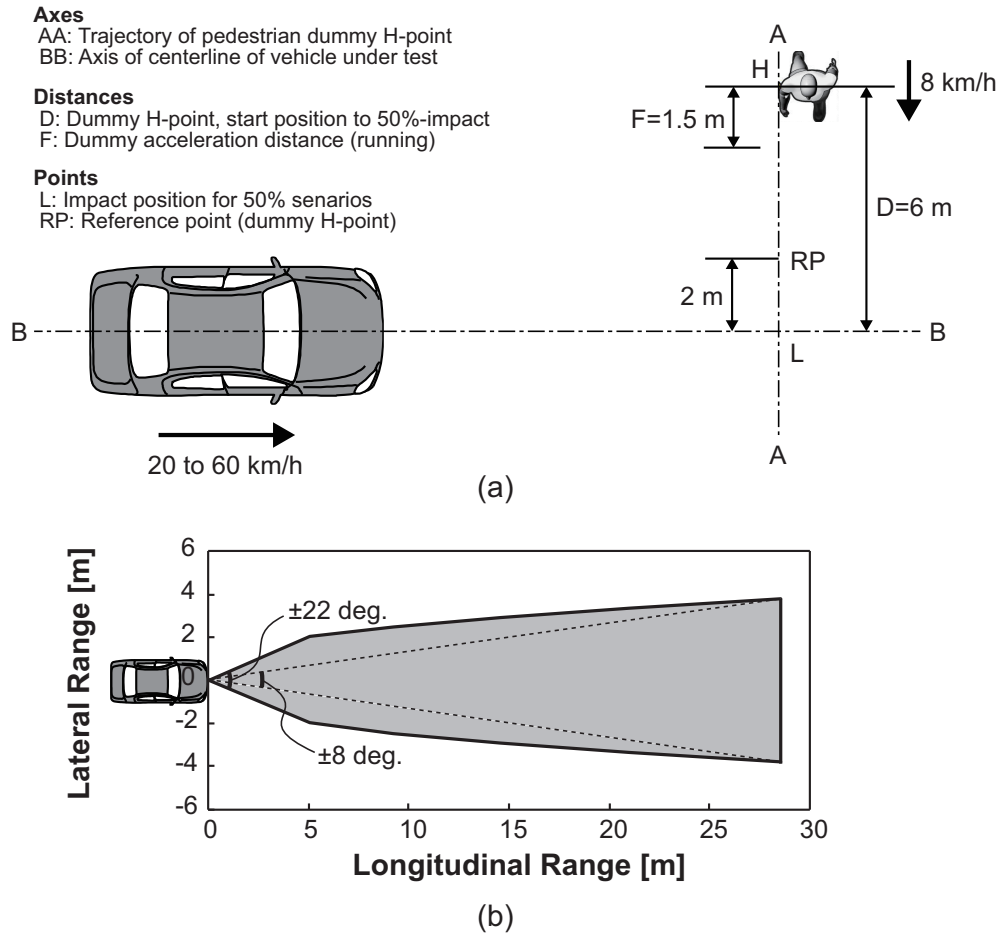 Axes
AA: Trajectory of pedestrian dummy H-point
BB: Axis of centerline of vehicle under test
Distances
D: Dummy H-point, start position to 50%-impact
F: Dummy acceleration distance (running)
Points
L: Impact position for 50% senarios
RP: Reference point (dummy H-point)
A
H
8 km/h
F=1.5 m
D=6 m
RP
2 m
B
B
L
20 to 60 km/h
A
(a)
6
4
2
0
-2
-4
-6
Lateral Range [m]
±22 deg.
±8 deg.
0
5
10
15
20
25
30
Longitudinal Range [m]
(b)